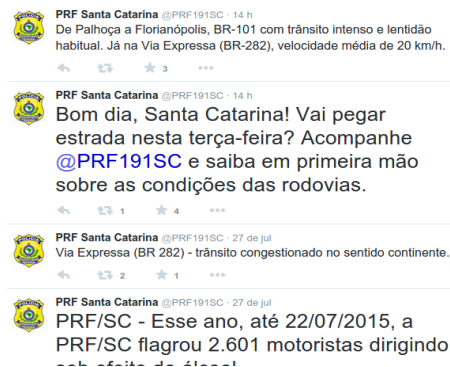 PRF Santa Catarina @PRF191SC · 14 h
De Palhoça a Florianópolis, BR-101 com trânsito intenso e lentidão
habitual. Já na Via Expressa (BR-282), velocidade média de 20 km/h.
3
PRF Santa Catarina @PRF191SC · 14 h
Bom dia, Santa Catarina! Vai pegar
estrada nesta terça-feira? Acompanhe
@PRF191SC e saiba em primeira mão
sobre as condições das rodovias.
1 4
PRF Santa Catarina @PRF191SC · 27 de jul
Via Expressa (BR 282) - trânsito congestionado no sentido continente.
2 1
PRF Santa Catarina @PRF191SC · 27 de jul
PRF/SC - Esse ano, até 22/07/2015, a
PRF/SC flagrou 2.601 motoristas dirigindo
sob efeito de álcool